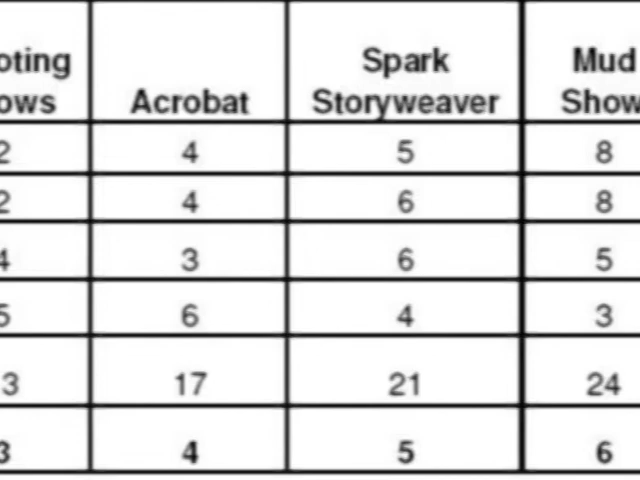 oting Spark Mud
ows Acrobat Storyweaver Show
2 4 5 8
2 4 6 8
4 3 6 5
5 6 4 3
3 17 21 24
3 4 5 6